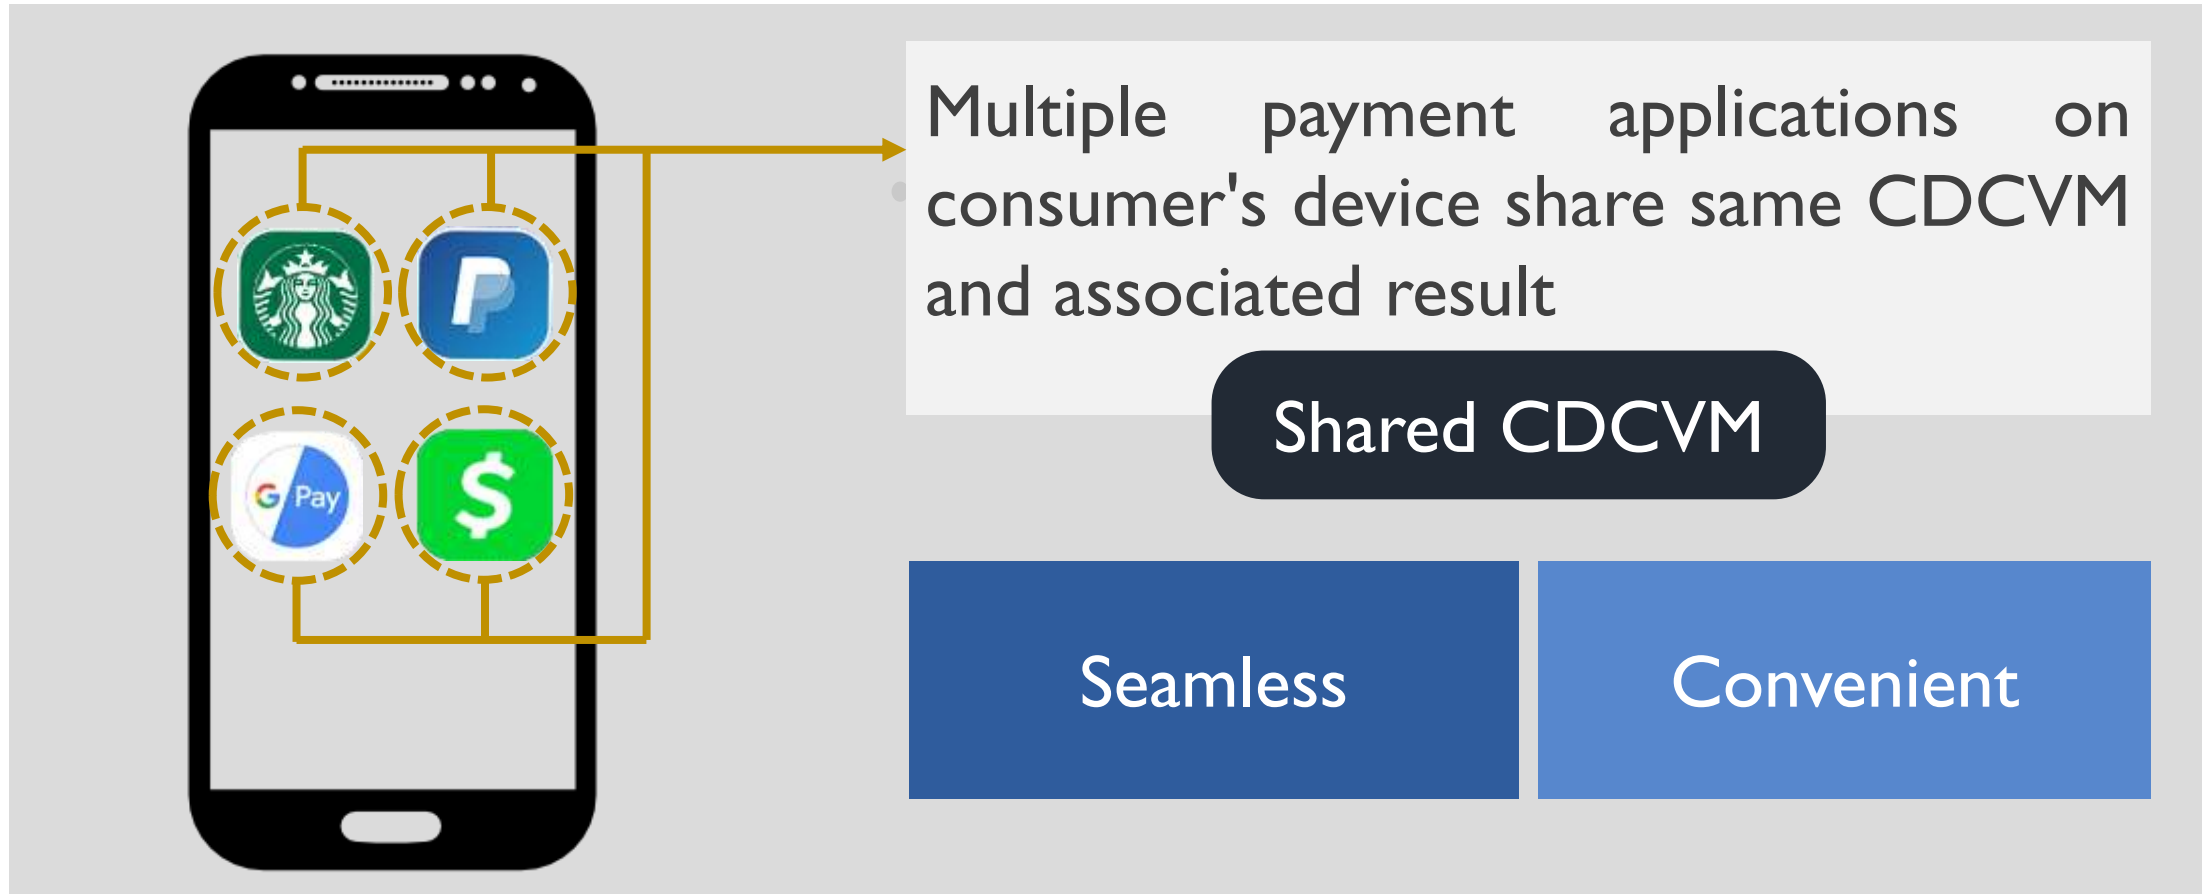 Multiple payment applications on
consumer's device share same CDCVM
and associated result
Shared CDCVM
G Pay
$
Seamless
Convenient